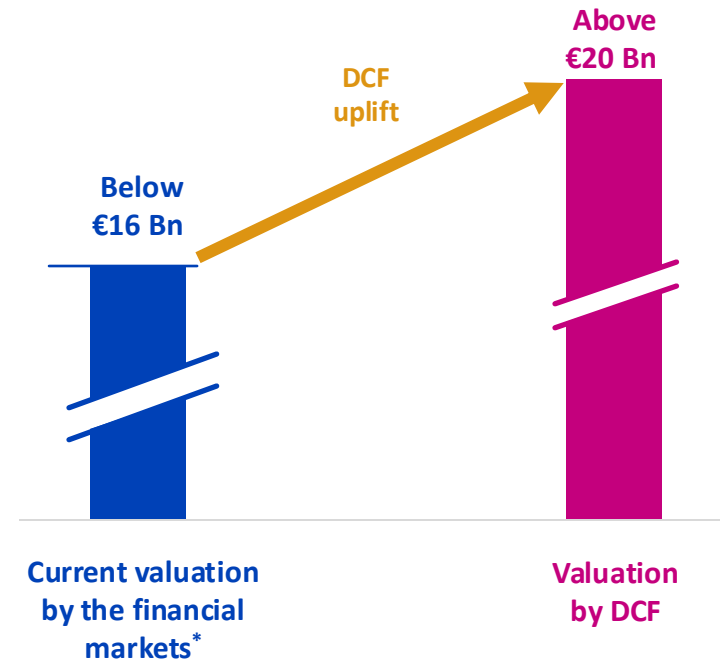 Above
€20 Bn
DCF
uplift
Below
€16 Bn
Current valuation
by the financial
markets*
Valuation
by DCF